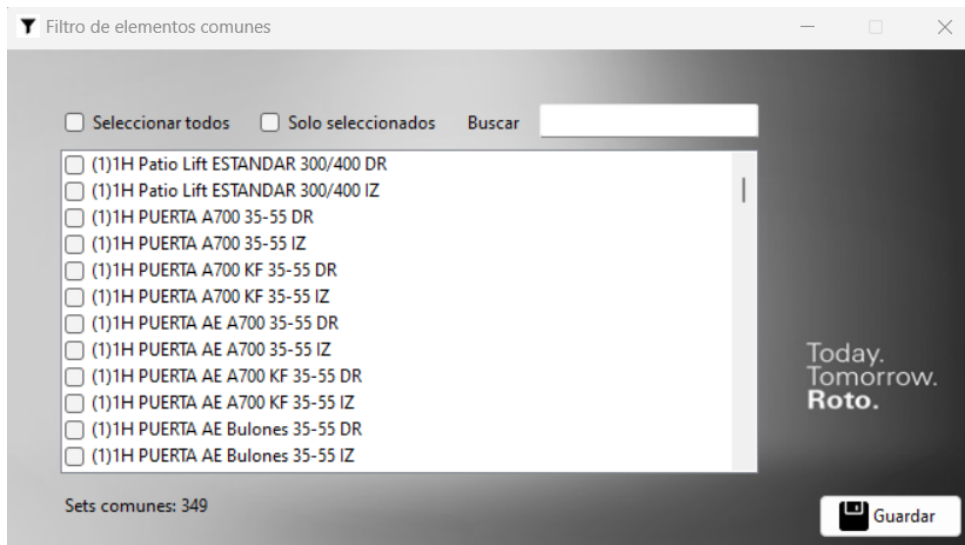 Filtro de elementos comunes
Seleccionar todos Solo seleccionados Buscar
(1)1H Patio Lift ESTANDAR 300/400 DR
(1)1H Patio Lift ESTANDAR 300/400 IZ
(1)1H PUERTA A700 35-55 DR
(1)1H PUERTA A700 35-55 IZ
(1)1H PUERTA A700 KF 35-55 DR
(1)1H PUERTA A700 KF 35-55 IZ
(1)1H PUERTA AE A700 35-55 DR
(1)1H PUERTA AE A700 35-55 IZ
(1)1H PUERTA AE A700 KF 35-55 DR
(1)1H PUERTA AE A700 KF 35-55 IZ
(1)1H PUERTA AE Bulones 35-55 DR
(1)1H PUERTA AE Bulones 35-55 IZ
Today.
Tomorrow.
Roto.
Sets comunes: 349
Guardar